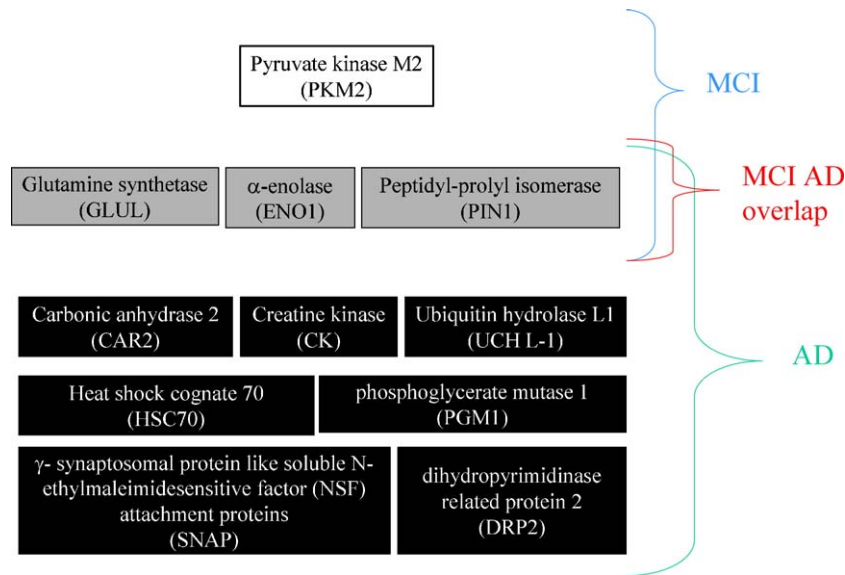 Pyruvate kinase M2
(PKM2)
MCI
Glutamine synthetase
(GLUL)
α-enolase
(ENO1)
Peptidyl-prolyl isomerase
(PIN1)
MCI AD
overlap
Carbonic anhydrase 2
(CAR2)
Creatine kinase
(CK)
Ubiquitin hydrolase L1
(UCH L-1)
AD
Heat shock cognate 70
(HSC70)
phosphoglycerate mutase 1
(PGM1)
γ- synaptosomal protein like soluble N-
ethylmaleimidesensitive factor (NSF)
attachment proteins
(SNAP)
dihydropyrimidinase
related protein 2
(DRP2)